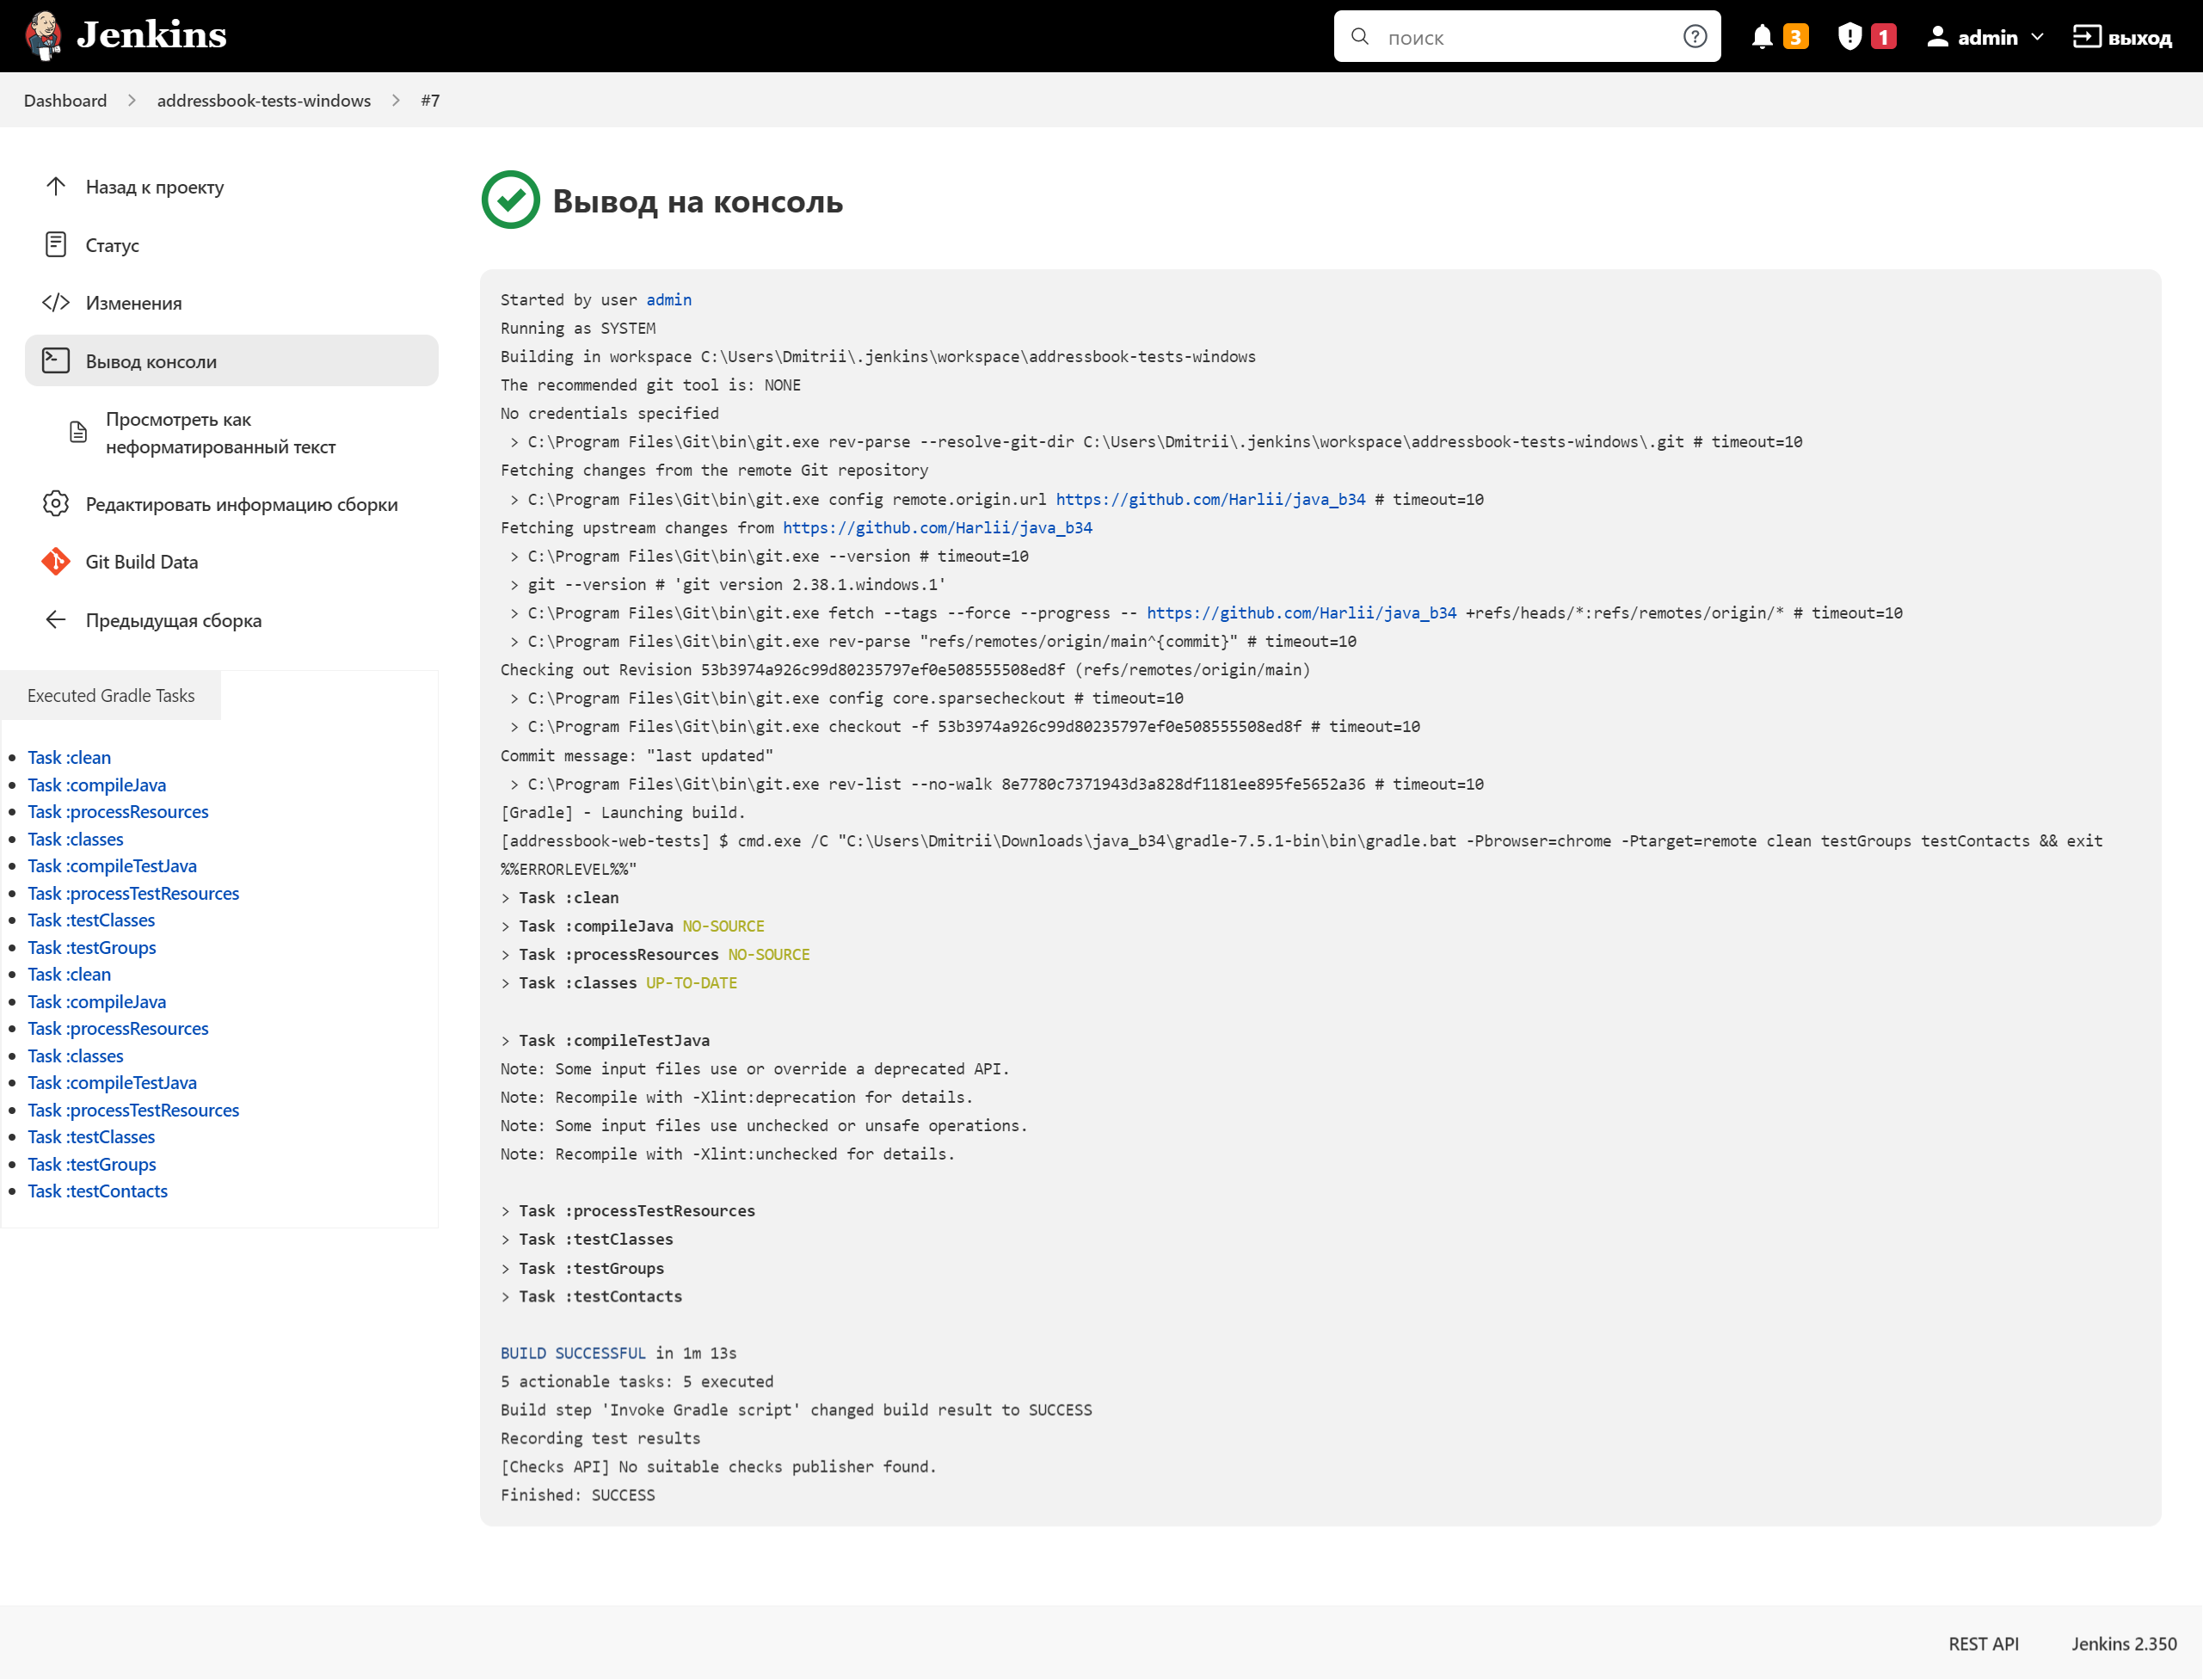 Jenkins
поиск
3
1
admin
выход
Dashboard
addressbook-tests-windows
#7
Назад к проекту
Статус
Изменения
Вывод консоли
Просмотреть как
неформатированный текст
Редактировать информацию сборки
Git Build Data
Предыдущая сборка
Executed Gradle Tasks
Task :clean
Task :compileJava
Task :processResources
Task :classes
Task :compileTestJava
Task :processTestResources
Task :testClasses
Task :testGroups
Task :clean
Task :compileJava
Task :processResources
Task :classes
Task :compileTestJava
Task :processTestResources
Task :testClasses
Task :testGroups
Task :testContacts
Вывод на консоль
Started by user admin
Running as SYSTEM
Building in workspace C:\Users\Dmitrii\.jenkins\workspace\addressbook-tests-windows
The recommended git tool is: NONE
No credentials specified
 > C:\Program Files\Git\bin\git.exe rev-parse --resolve-git-dir C:\Users\Dmitrii\.jenkins\workspace\addressbook-tests-windows\.git # timeout=10
Fetching changes from the remote Git repository
 > C:\Program Files\Git\bin\git.exe config remote.origin.url https://github.com/Harlii/java_b34 # timeout=10
Fetching upstream changes from https://github.com/Harlii/java_b34
 > C:\Program Files\Git\bin\git.exe --version # timeout=10
 > git --version # 'git version 2.38.1.windows.1'
 > C:\Program Files\Git\bin\git.exe fetch --tags --force --progress -- https://github.com/Harlii/java_b34 +refs/heads/*:refs/remotes/origin/* # timeout=10
 > C:\Program Files\Git\bin\git.exe rev-parse "refs/remotes/origin/main^{commit}" # timeout=10
Checking out Revision 53b3974a926c99d80235797ef0e508555508ed8f (refs/remotes/origin/main)
 > C:\Program Files\Git\bin\git.exe config core.sparsecheckout # timeout=10
 > C:\Program Files\Git\bin\git.exe checkout -f 53b3974a926c99d80235797ef0e508555508ed8f # timeout=10
Commit message: "last updated"
 > C:\Program Files\Git\bin\git.exe rev-list --no-walk 8e7780c7371943d3a828df1181ee895fe5652a36 # timeout=10
[Gradle] - Launching build.
[addressbook-web-tests] $ cmd.exe /C "C:\Users\Dmitrii\Downloads\java_b34\gradle-7.5.1-bin\bin\gradle.bat -Pbrowser=chrome -Ptarget=remote clean testGroups testContacts && exit
%%ERRORLEVEL%%"
> Task :clean
> Task :compileJava NO-SOURCE
> Task :processResources NO-SOURCE
> Task :classes UP-TO-DATE
> Task :compileTestJava
Note: Some input files use or override a deprecated API.
Note: Recompile with -Xlint:deprecation for details.
Note: Some input files use unchecked or unsafe operations.
Note: Recompile with -Xlint:unchecked for details.
> Task :processTestResources
> Task :testClasses
> Task :testGroups
> Task :testContacts
BUILD SUCCESSFUL in 1m 13s
5 actionable tasks: 5 executed
Build step 'Invoke Gradle script' changed build result to SUCCESS
Recording test results
[Checks API] No suitable checks publisher found.
Finished: SUCCESS
REST API
Jenkins 2.350